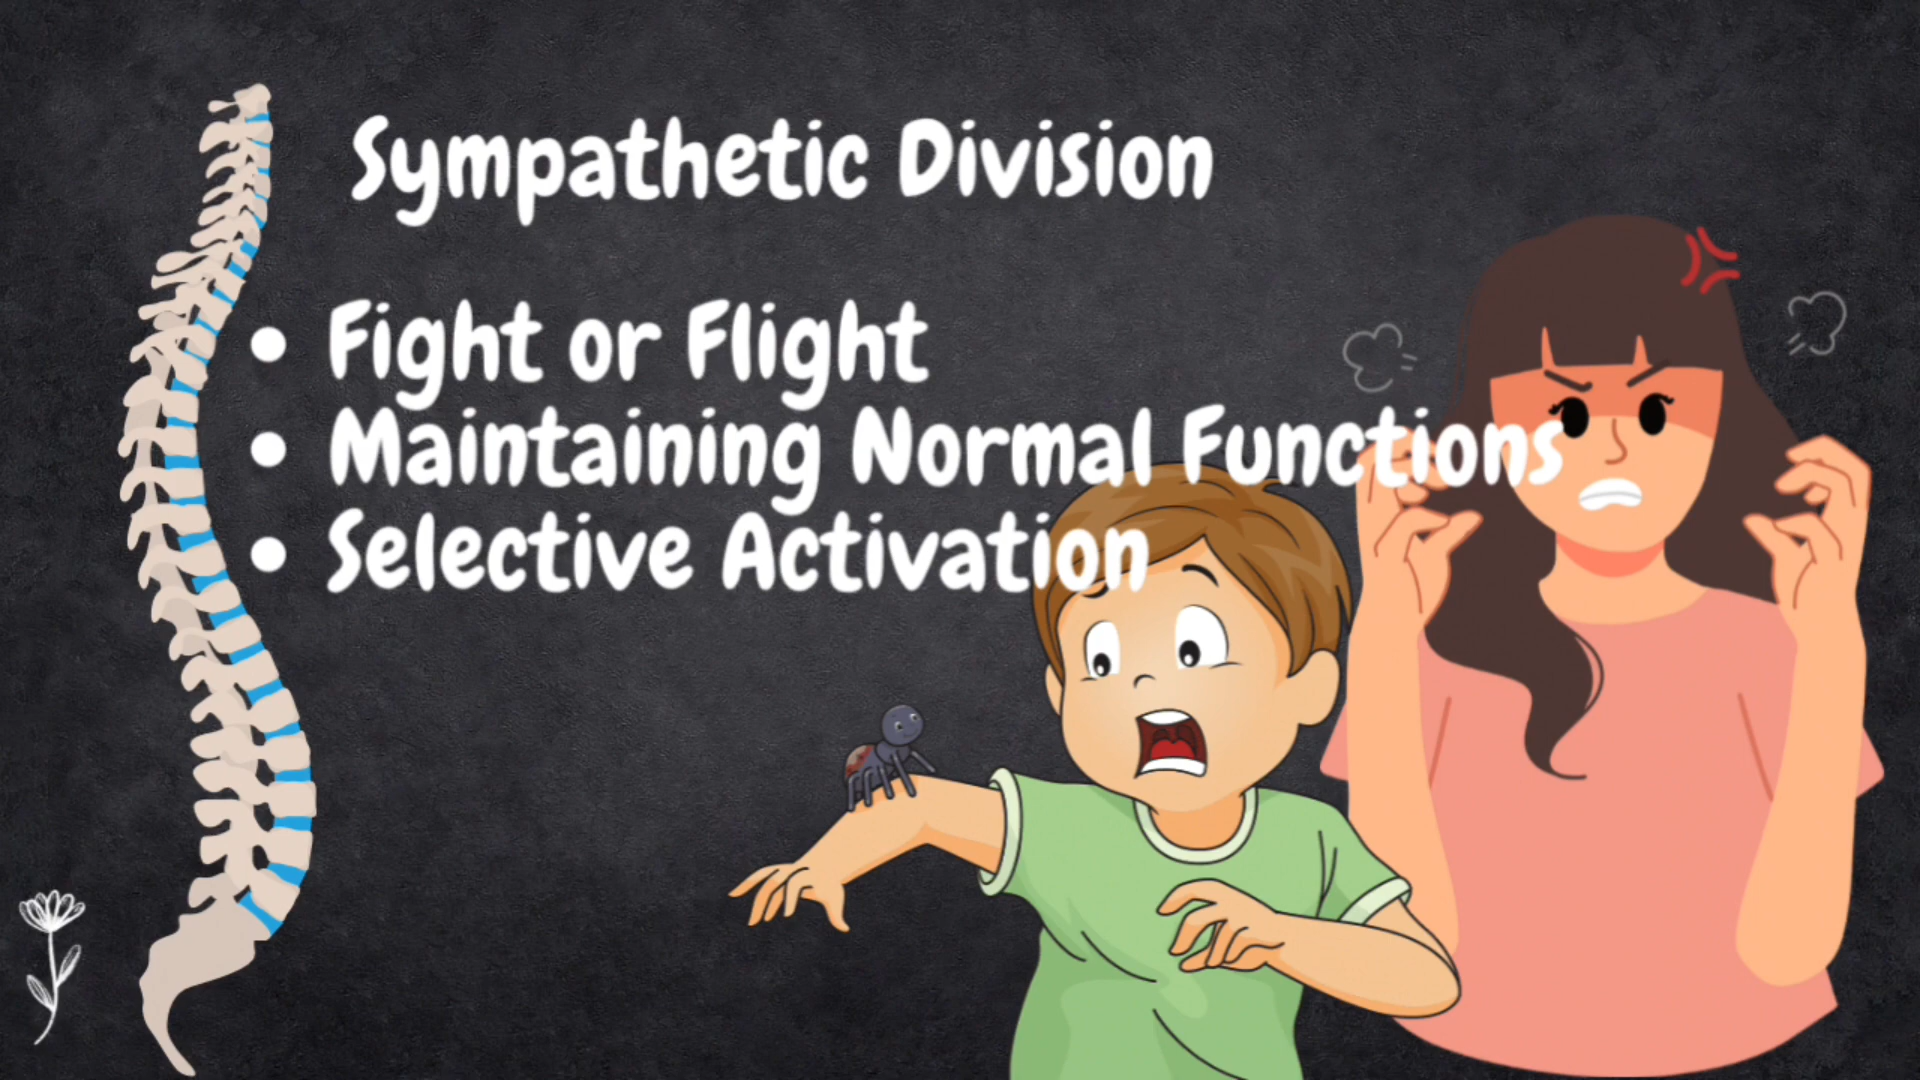 Sympathetic Division
• Fight or Flight
• Maintaining Normal Functions
• Selective Activation